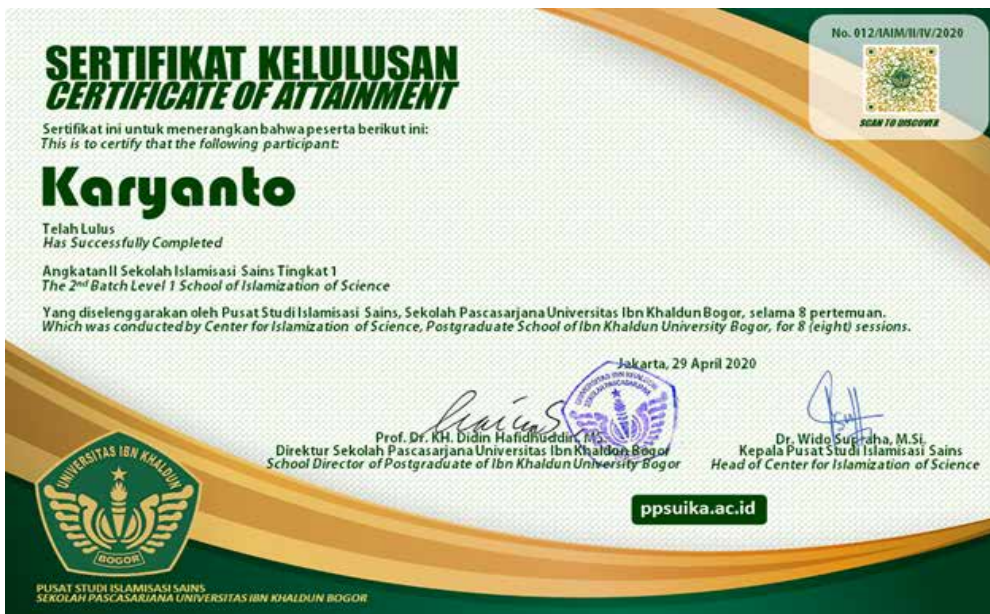 No. 012/IAIM/II/IV/2020
SCAN TO DISCOVER
SERTIFIKAT KELULUSAN
CERTIFICATE OF ATTAINMENT
Sertifikat ini untuk menerangkan bahwa peserta berikut ini:
This is to certify that the following participant:
Karyanto
Telah Lulus
Has Successfully Completed
Angkatan II Sekolah Islamisasi Sains Tingkat 1
The 2nd Batch Level 1 School of Islamization of Science
Yang diselenggarakan oleh Pusat Studi Islamisasi Sains, Sekolah Pascasarjana Universitas Ibn Khaldun Bogor, selama 8 pertemuan.
Which was conducted by Center for Islamization of Science, Postgraduate School of Ibn Khaldun University Bogor, for 8 (eight) sessions.
Jakarta, 29 April 2020
UNIVERSITAS IBN KHALDUN
SEKOLAH PASCASARJANA
Prof. Dr. KH. Didin Hafidhuddin, MS.
Direktur Sekolah Pascasarjana Universitas Ibn Khaldun Bogor
School Director of Postgraduate of Ibn Khaldun University Bogor
Dr. Wido Supraha, M.Si.
Kepala Pusat Studi Islamisasi Sains
Head of Center for Islamization of Science
ppsuika.ac.id
UNIVERSITAS IBN KHALDUN
BOGOR
PUSAT STUDI ISLAMISASI SAINS
SEKOLAH PASCASARJANA UNIVERSITAS IBN KHALDUN BOGOR